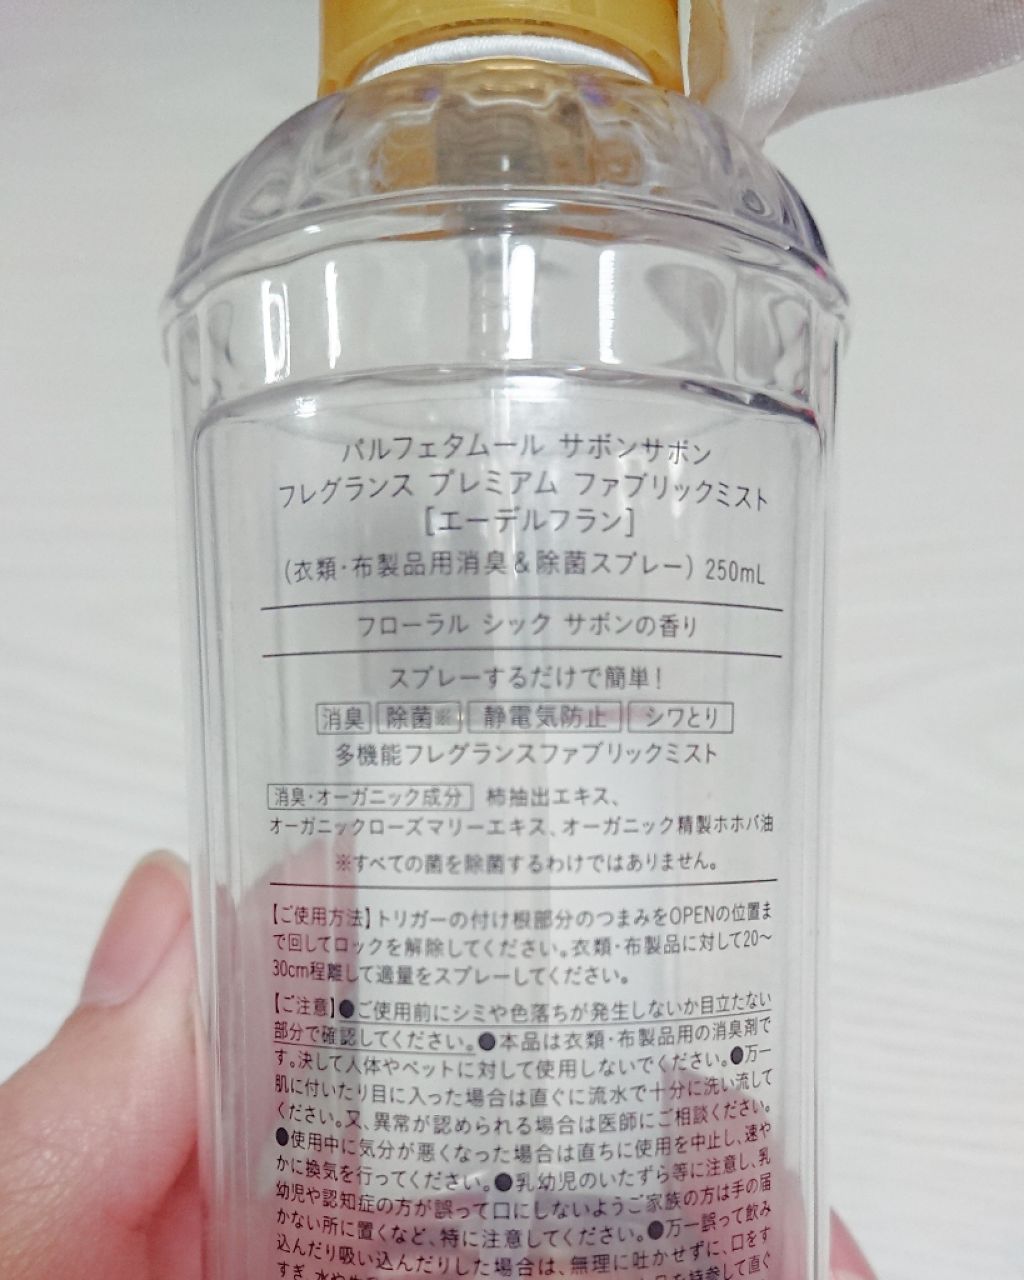 パルフェタムール サボンサボン
フレグランス プレミアム ファブリックミスト
[エーデルフラン]
(衣類・布製品用消臭&除菌スプレー) 250mL
フローラル シック サボンの香り
スプレーするだけで簡単!
消臭 除菌※ 静電気防止 シワとり
多機能フレグランスファブリックミスト
消臭・オーガニック成分 柿抽出エキス、
オーガニックローズマリーエキス、オーガニック精製ホホバ油
※すべての菌を除菌するわけではありません。
【ご使用方法】トリガーの付け根部分のつまみをOPENの位置ま
で回してロックを解除してください。衣類・布製品に対して20〜
30cm程離して適量をスプレーしてください。
【ご注意】●ご使用前にシミや色落ちが発生しないか目立たない
部分で確認してください。●本品は衣類・布製品用の消臭剤で
す。決して人体やペットに対して使用しないでください。●万一
肌に付いたり目に入った場合は直ぐに流水で十分に洗い流して
ください。又、異常が認められる場合は医師にご相談ください。
●使用中に気分が悪くなった場合は直ちに使用を中止し、速や
かに換気を行ってください。●乳幼児のいたずら等に注意し、乳
幼児や認知症の方が誤って口にしないようご家族の方は手の届
かない所に置くなど、特に注意してください。●万一誤って飲み
込んだり吸い込んだりした場合は、無理に吐かせずに、口をす
すぎ、水や
を持参して直ぐ